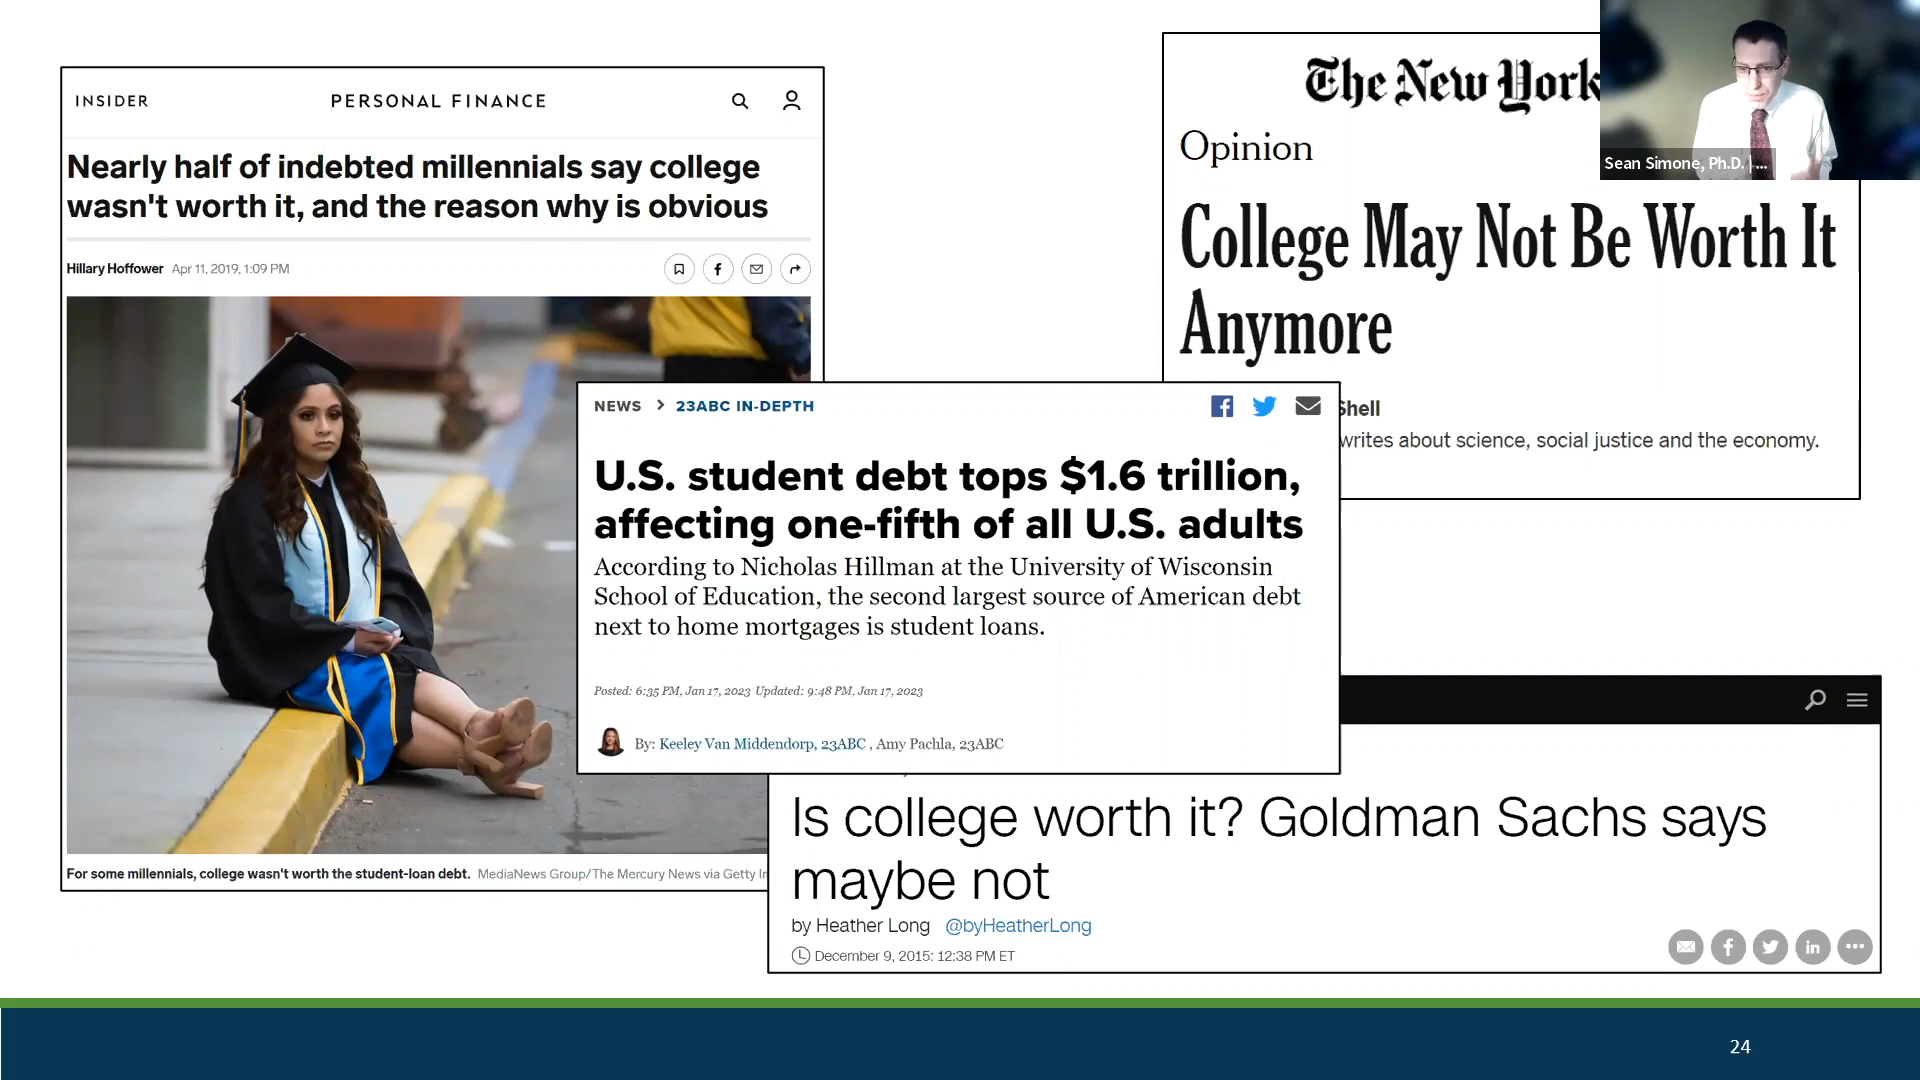 INSIDER
PERSONAL FINANCE
Nearly half of indebted millennials say college
wasn't worth it, and the reason why is obvious
Hillary Hoffower Apr 11, 2019, 1:09 PM
For some millennials, college wasn't worth the student-loan debt. MediaNews Group/The Mercury News via Getty
The New York
Opinion
College May Not Be Worth It
Anymore
Shell
writes about science, social justice and the economy.
Sean Simone, Ph.D. | ...
NEWS > 23ABC IN-DEPTH
U.S. student debt tops $1.6 trillion,
affecting one-fifth of all U.S. adults
According to Nicholas Hillman at the University of Wisconsin
School of Education, the second largest source of American debt
next to home mortgages is student loans.
Posted: 6:35 PM, Jan 17, 2023 Updated: 9:48 PM, Jan 17, 2023
By: Keeley Van Middendorp, 23ABC , Amy Pachla, 23ABC
Is college worth it? Goldman Sachs says
maybe not
by Heather Long @byHeatherLong
December 9, 2015: 12:38 PM ET
24